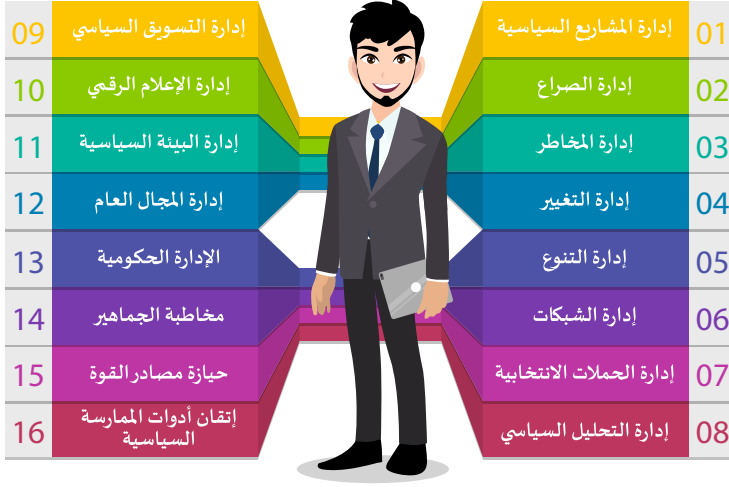 01
إدارة المشاريع السياسية
02
إدارة الصراع
03
إدارة المخاطر
04
إدارة التغيير
05
إدارة التنوع
06
إدارة الشبكات
07
إدارة الحملات الانتخابية
08
إدارة التحليل السياسي
09
إدارة التسويق السياسي
10
إدارة الإعلام الرقمي
11
إدارة البيئة السياسية
12
إدارة المجال العام
13
الإدارة الحكومية
14
مخاطبة الجماهير
15
حيازة مصادر القوة
16
إتقان أدوات الممارسة
السياسية